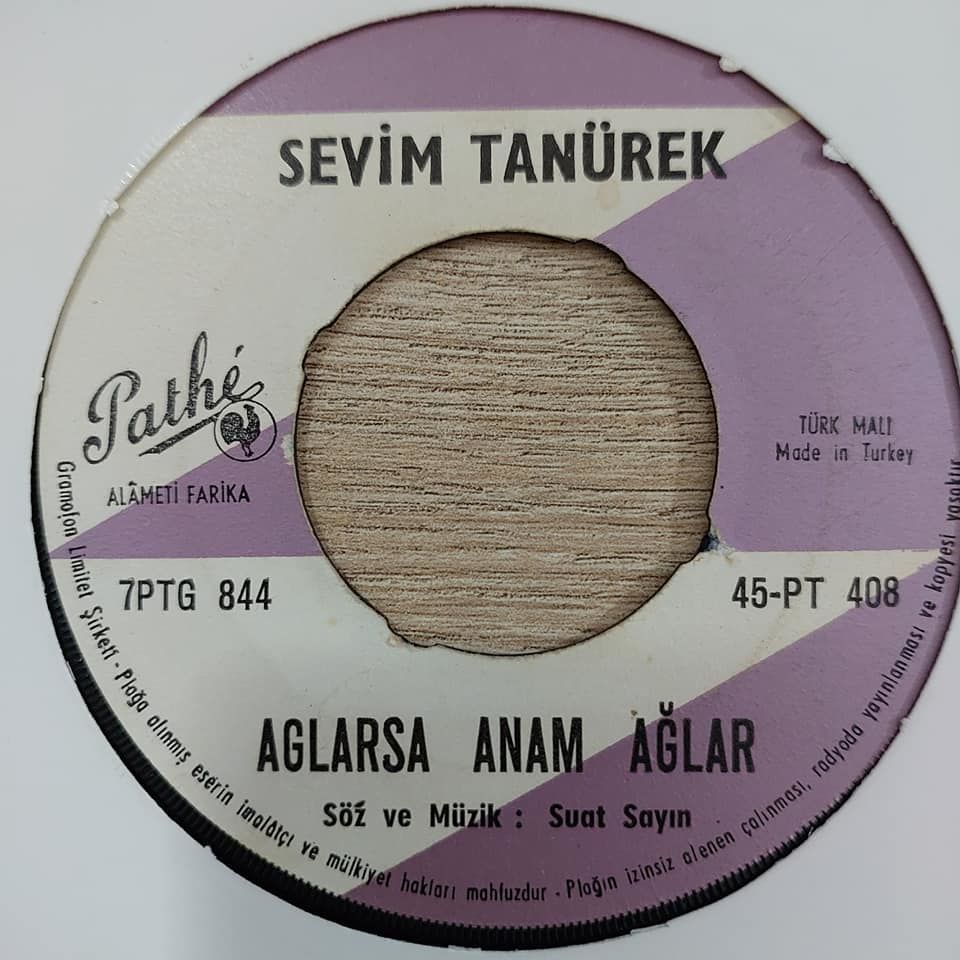 SEVİM TANÜREK
Pathé
ALÂMETİ FARİKA
TÜRK MALI
Made in Turkey
7PTG 844
45-PT 408
AGLARSA ANAM AĞLAR
Söz ve Müzik : Suat Sayın
Gramofon Limitet Şirketi - Plağa alınmış eserin imalâtçı ve mülkiyet hakları mahfuzdur - Plağın izinsiz alenen çalınması, radyoda yayınlanması ve kopyesi yasaktır